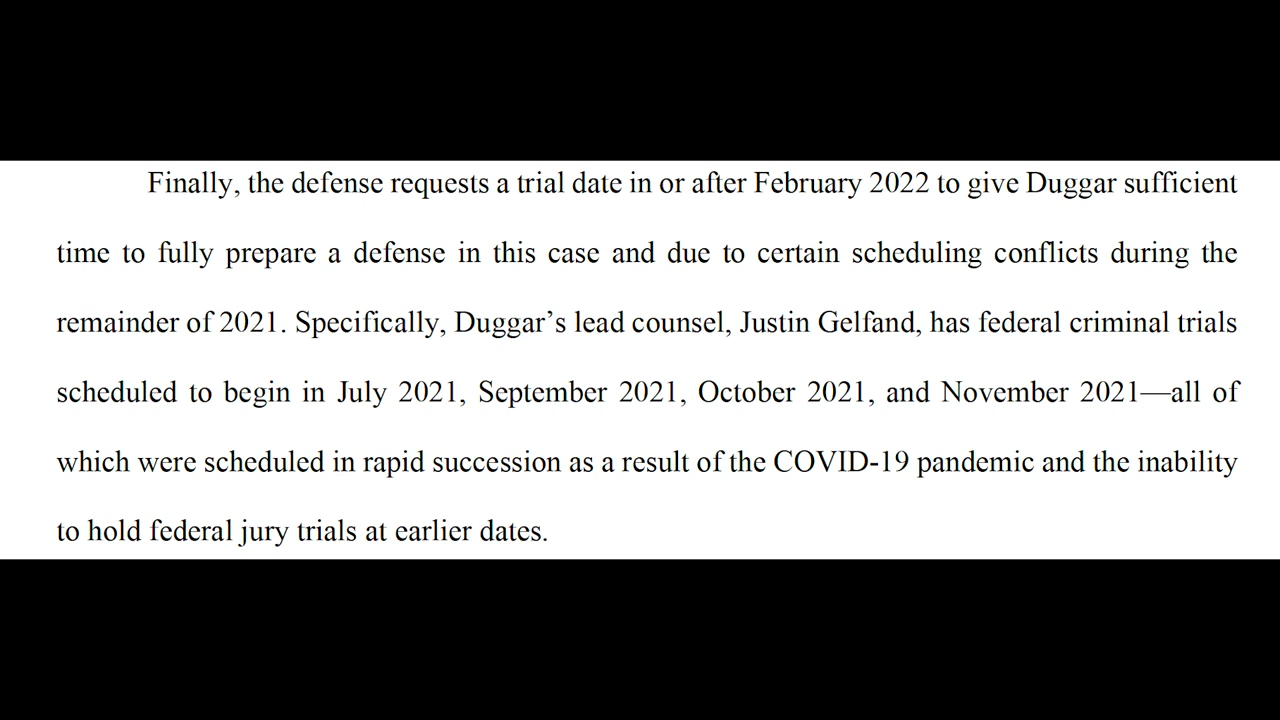 Finally, the defense requests a trial date in or after February 2022 to give Duggar sufficient
time to fully prepare a defense in this case and due to certain scheduling conflicts during the
remainder of 2021. Specifically, Duggar’s lead counsel, Justin Gelfand, has federal criminal trials
scheduled to begin in July 2021, September 2021, October 2021, and November 2021—all of
which were scheduled in rapid succession as a result of the COVID-19 pandemic and the inability
to hold federal jury trials at earlier dates.